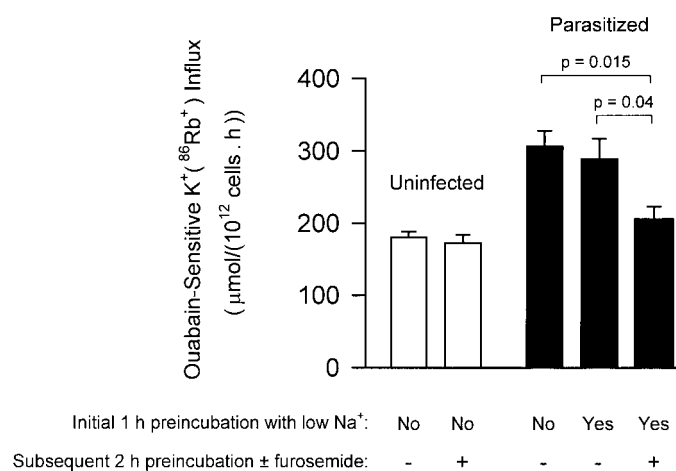 Parasitized
p = 0.015
p = 0.04
Uninfected
Ouabain-Sensitive K⁺(⁸⁶Rb⁺) Influx
(μmol/(10¹² cells . h))
400
300
200
100
0
Initial 1 h preincubation with low Na⁺: No No No Yes Yes
Subsequent 2 h preincubation ± furosemide: - + - - +